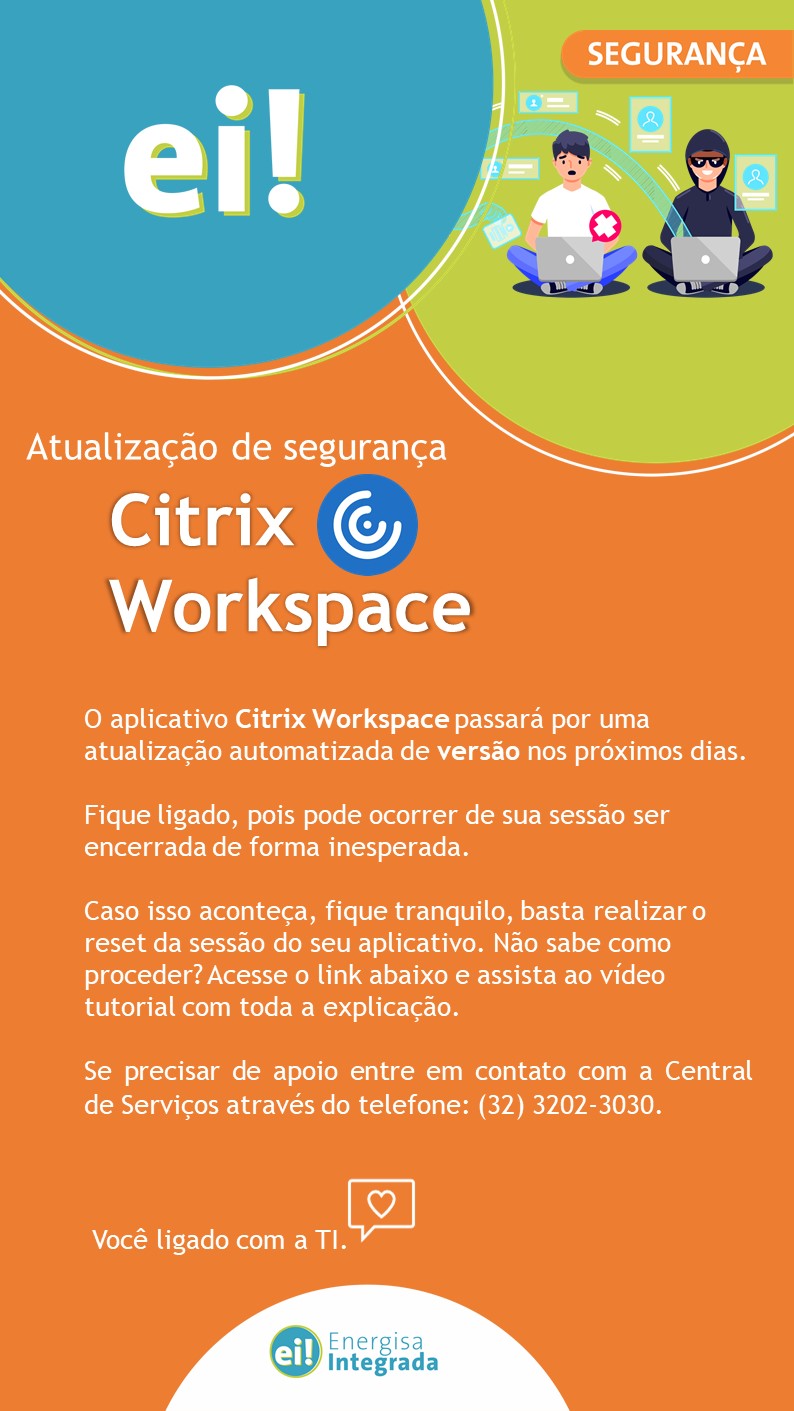 ei!
SEGURANÇA
Atualização de segurança
Citrix
Workspace
O aplicativo Citrix Workspace passará por uma
atualização automatizada de versão nos próximos dias.
Fique ligado, pois pode ocorrer de sua sessão ser
encerrada de forma inesperada.
Caso isso aconteça, fique tranquilo, basta realizar o
reset da sessão do seu aplicativo. Não sabe como
proceder? Acesse o link abaixo e assista ao vídeo
tutorial com toda a explicação.
Se precisar de apoio entre em contato com a Central
de Serviços através do telefone: (32) 3202-3030.
Você ligado com a TI.
ei! Energisa
Integrada